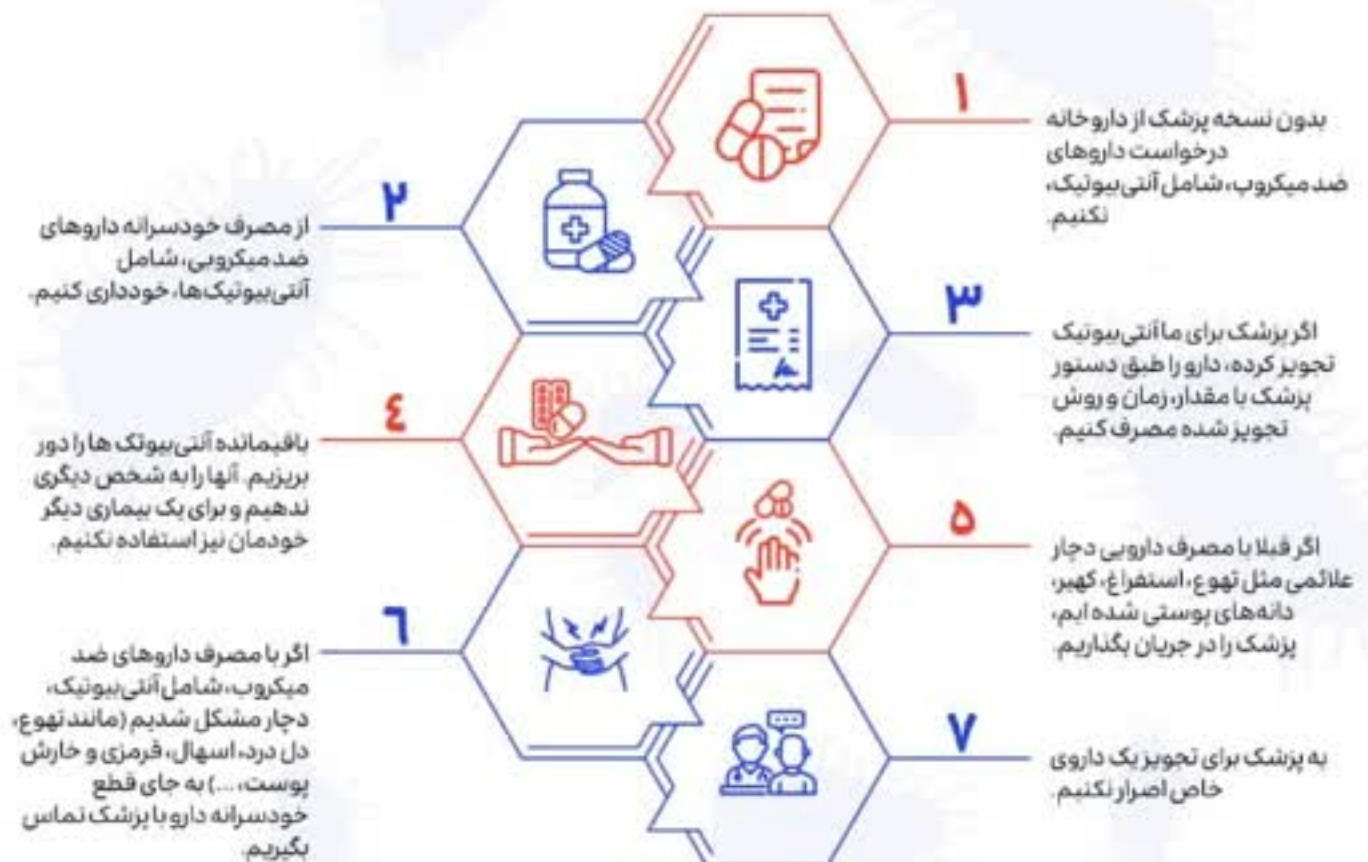 ۱
بدون نسخه پزشک از داروخانه
درخواست داروهای
ضد میکروب، شامل آنتی‌بیوتیک،
نکنیم.
۲
از مصرف خودسرانه داروهای
ضد میکروبی، شامل
آنتی‌بیوتیک‌ها، خودداری کنیم.
۳
اگر پزشک برای ما آنتی‌بیوتیک
تجویز کرده، دارو را طبق دستور
پزشک با مقدار، زمان و روش
تجویز شده مصرف کنیم.
٤
باقیمانده آنتی‌بیوتک ها را دور
بریزیم. آنها را به شخص دیگری
ندهیم و برای یک بیماری دیگر
خودمان نیز استفاده نکنیم.
۵
اگر قبلا با مصرف دارویی دچار
علائمی مثل تهوع، استفراغ، کهیر،
دانه‌های پوستی شده ایم،
پزشک را در جریان بگذاریم.
٦
اگر با مصرف داروهای ضد
میکروب، شامل آنتی‌بیوتیک،
دچار مشکل شدیم (مانند تهوع،
دل درد، اسهال، قرمزی و خارش
پوست، ...) به جای قطع
خودسرانه دارو با پزشک تماس
بگیریم.
۷
به پزشک برای تجویز یک داروی
خاص اصرار نکنیم.